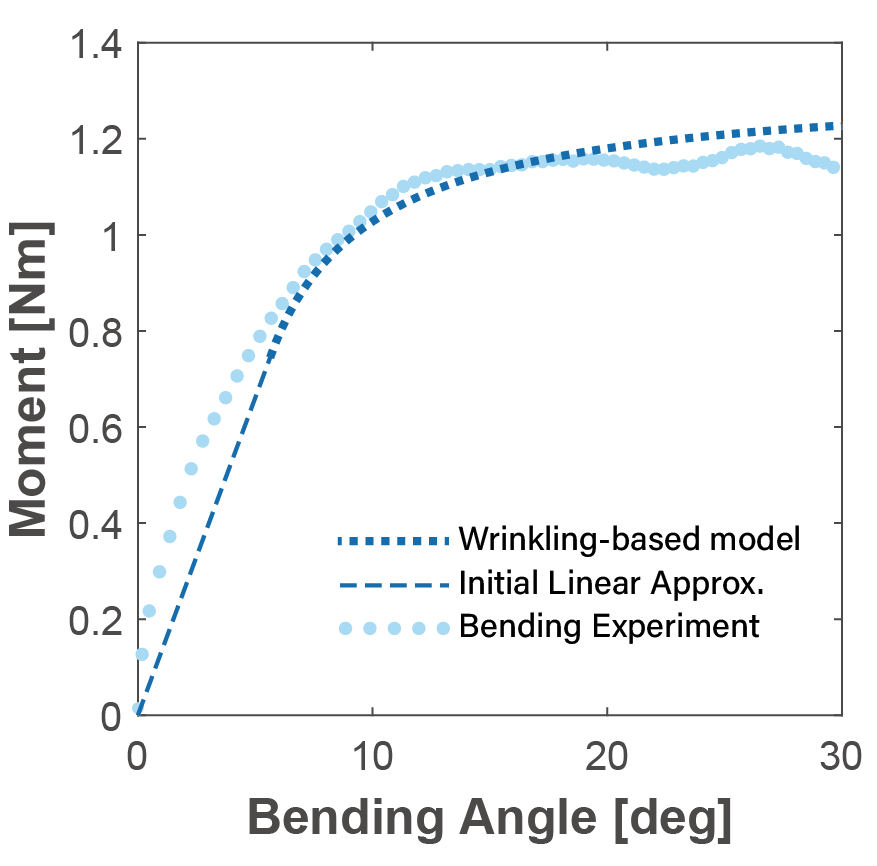 1.4
1.2
1
0.8
0.6
0.4
0.2
0
Moment [Nm]
Wrinkling-based model
Initial Linear Approx.
Bending Experiment
0 10 20 30
Bending Angle [deg]